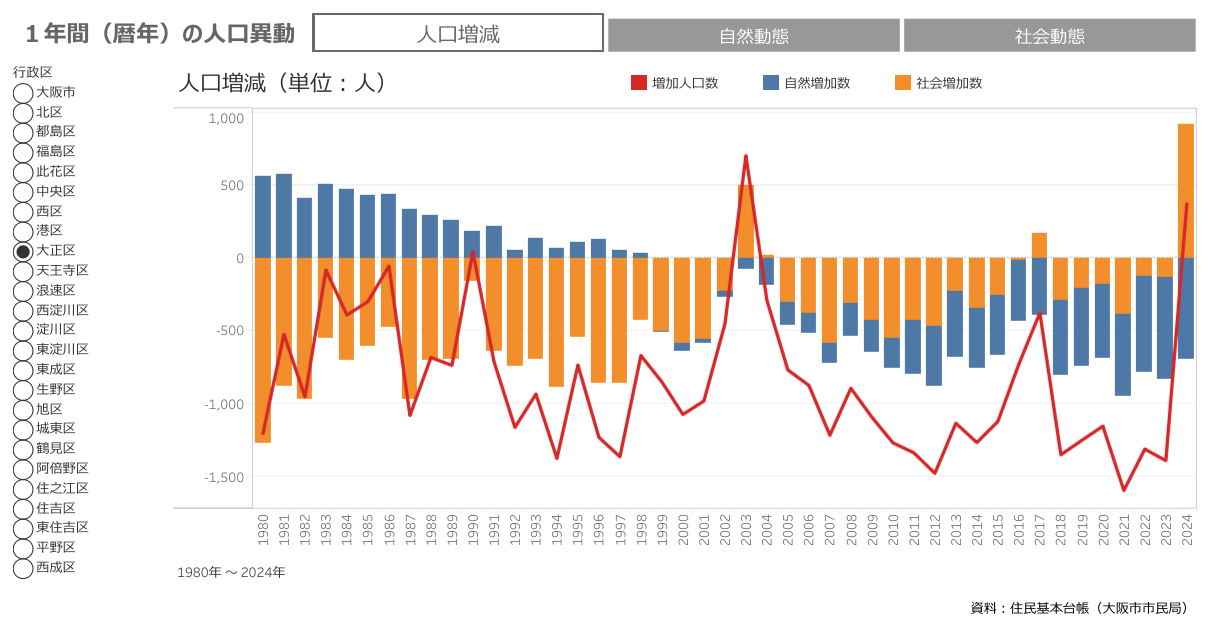 １年間（暦年）の人口異動
人口増減
自然動態
社会動態
行政区
大阪市
北区
都島区
福島区
此花区
中央区
西区
港区
大正区
天王寺区
浪速区
西淀川区
淀川区
東淀川区
東成区
生野区
旭区
城東区
鶴見区
阿倍野区
住之江区
住吉区
東住吉区
平野区
西成区
人口増減（単位：人）
増加人口数
自然増加数
社会増加数
1,000
500
0
-500
-1,000
-1,500
1980
1981
1982
1983
1984
1985
1986
1987
1988
1989
1990
1991
1992
1993
1994
1995
1996
1997
1998
1999
2000
2001
2002
2003
2004
2005
2006
2007
2008
2009
2010
2011
2012
2013
2014
2015
2016
2017
2018
2019
2020
2021
2022
2023
2024
1980年 ～ 2024年
資料：住民基本台帳（大阪市市民局）